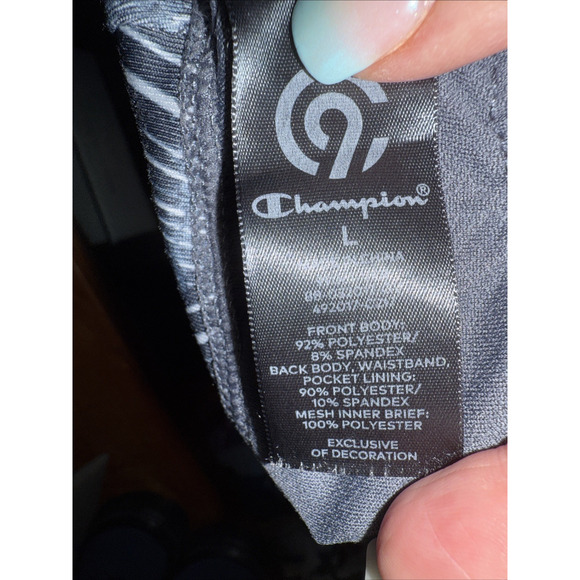 C9
Champion®
L
FRONT BODY:
92% POLYESTER/
8% SPANDEX
BACK BODY, WAISTBAND,
POCKET LINING:
90% POLYESTER/
10% SPANDEX
MESH INNER BRIEF:
100% POLYESTER
EXCLUSIVE
OF DECORATION